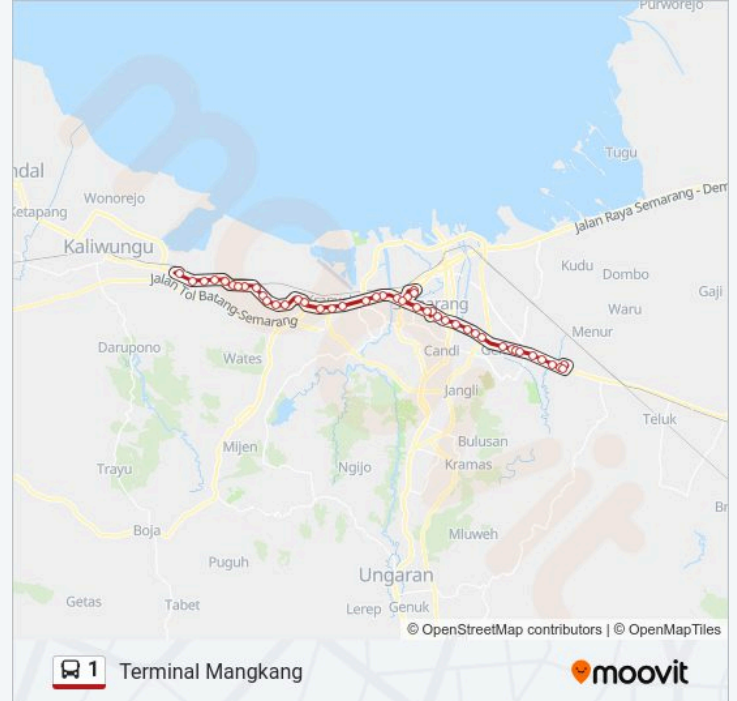 Purworejo
Tugu
ndal
Wonorejo
Ketapang
Jalan Raya Semarang - Dem
Kaliwungu
Kudu
Dombo
Jalan Tol Batang-Semarang
Gaji
Waru
Menur
Darupono
Wates
Candi
Jangli
Teluk
Mijen
Bulusan
Trayu
Ngijo
Kramas
Br
Boja
Mluweh
Puguh
Ungaran
Getas
Tabet
Lerep
Genuk
© OpenStreetMap contributors | © OpenMapTiles
1 Terminal Mangkang
moovit